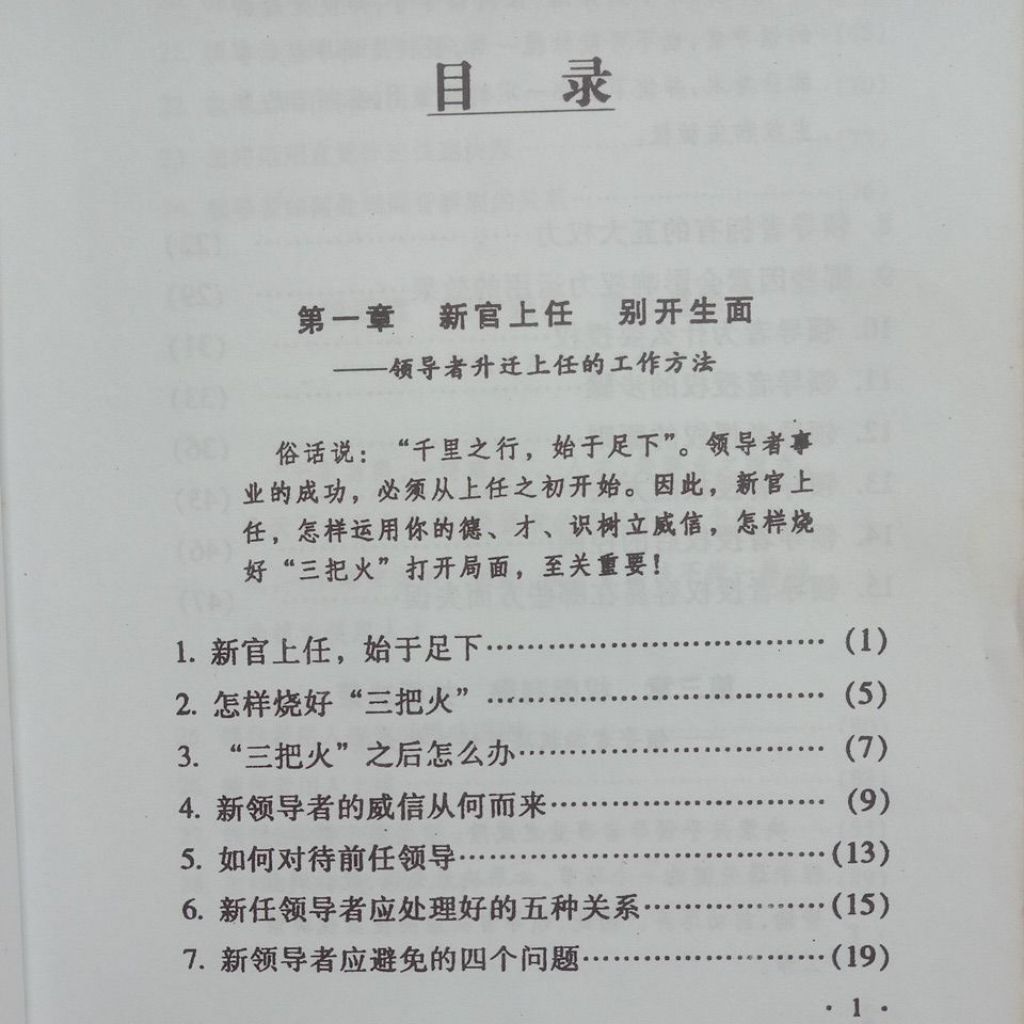 目 录
第一章 新官上任 别开生面
——领导者升迁上任的工作方法
俗话说：“千里之行，始于足下”。领导者事
业的成功，必须从上任之初开始。因此，新官上
任，怎样运用你的德、才、识树立威信，怎样烧
好“三把火”打开局面，至关重要！
1. 新官上任，始于足下…………………………… (1)
2. 怎样烧好“三把火” …………………………… (5)
3. “三把火”之后怎么办………………………… (7)
4. 新领导者的威信从何而来……………………… (9)
5. 如何对待前任领导………………………………(13)
6. 新任领导者应处理好的五种关系………………(15)
7. 新领导者应避免的四个问题……………………(19)
· 1 ·